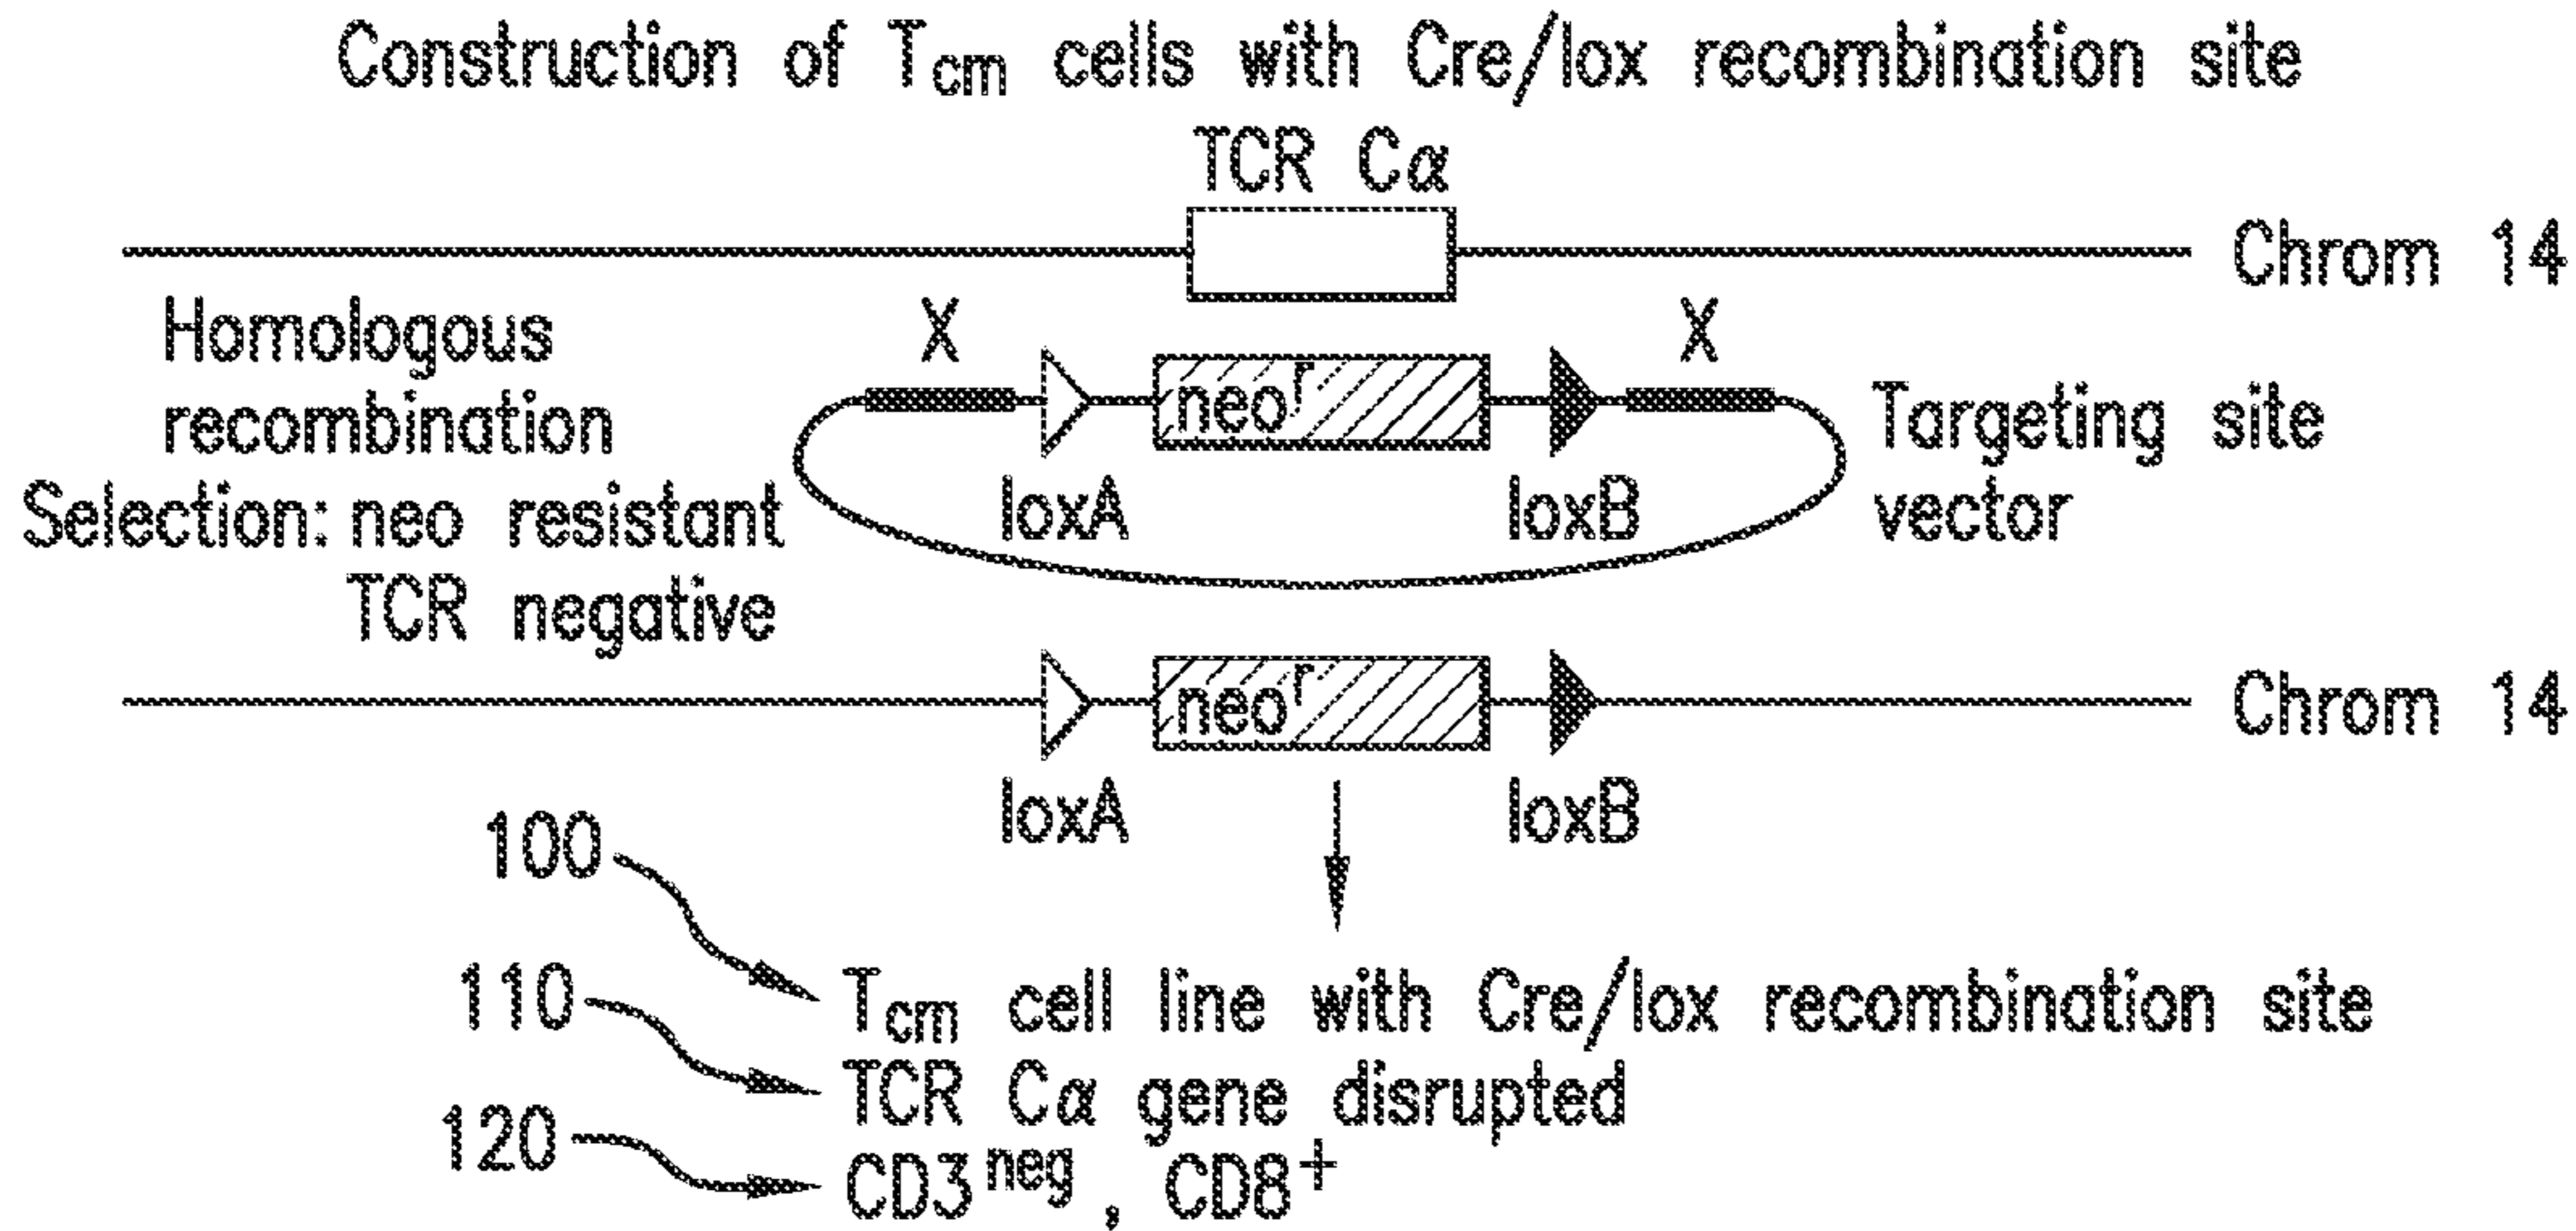 Construction of Tcm cells with Cre/lox recombination site
TCR Cα
Chrom 14
Homologous
recombination
Selection: neo resistant
TCR negative
X
X
neoʳ
loxA
loxB
Targeting site
vector
neoʳ
Chrom 14
loxA
loxB
100
Tcm cell line with Cre/lox recombination site
110
TCR Cα gene disrupted
120
CD3neg, CD8+